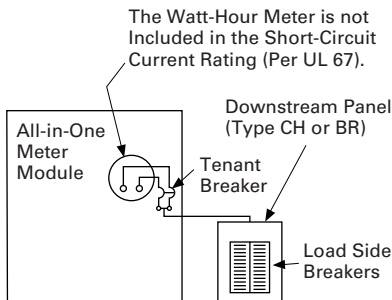 The Watt-Hour Meter is not
Included in the Short-Circuit
Current Rating (Per UL 67).
Downstream Panel
(Type CH or BR)
All-in-One
Meter
Module
Tenant
Breaker
Load Side
Breakers